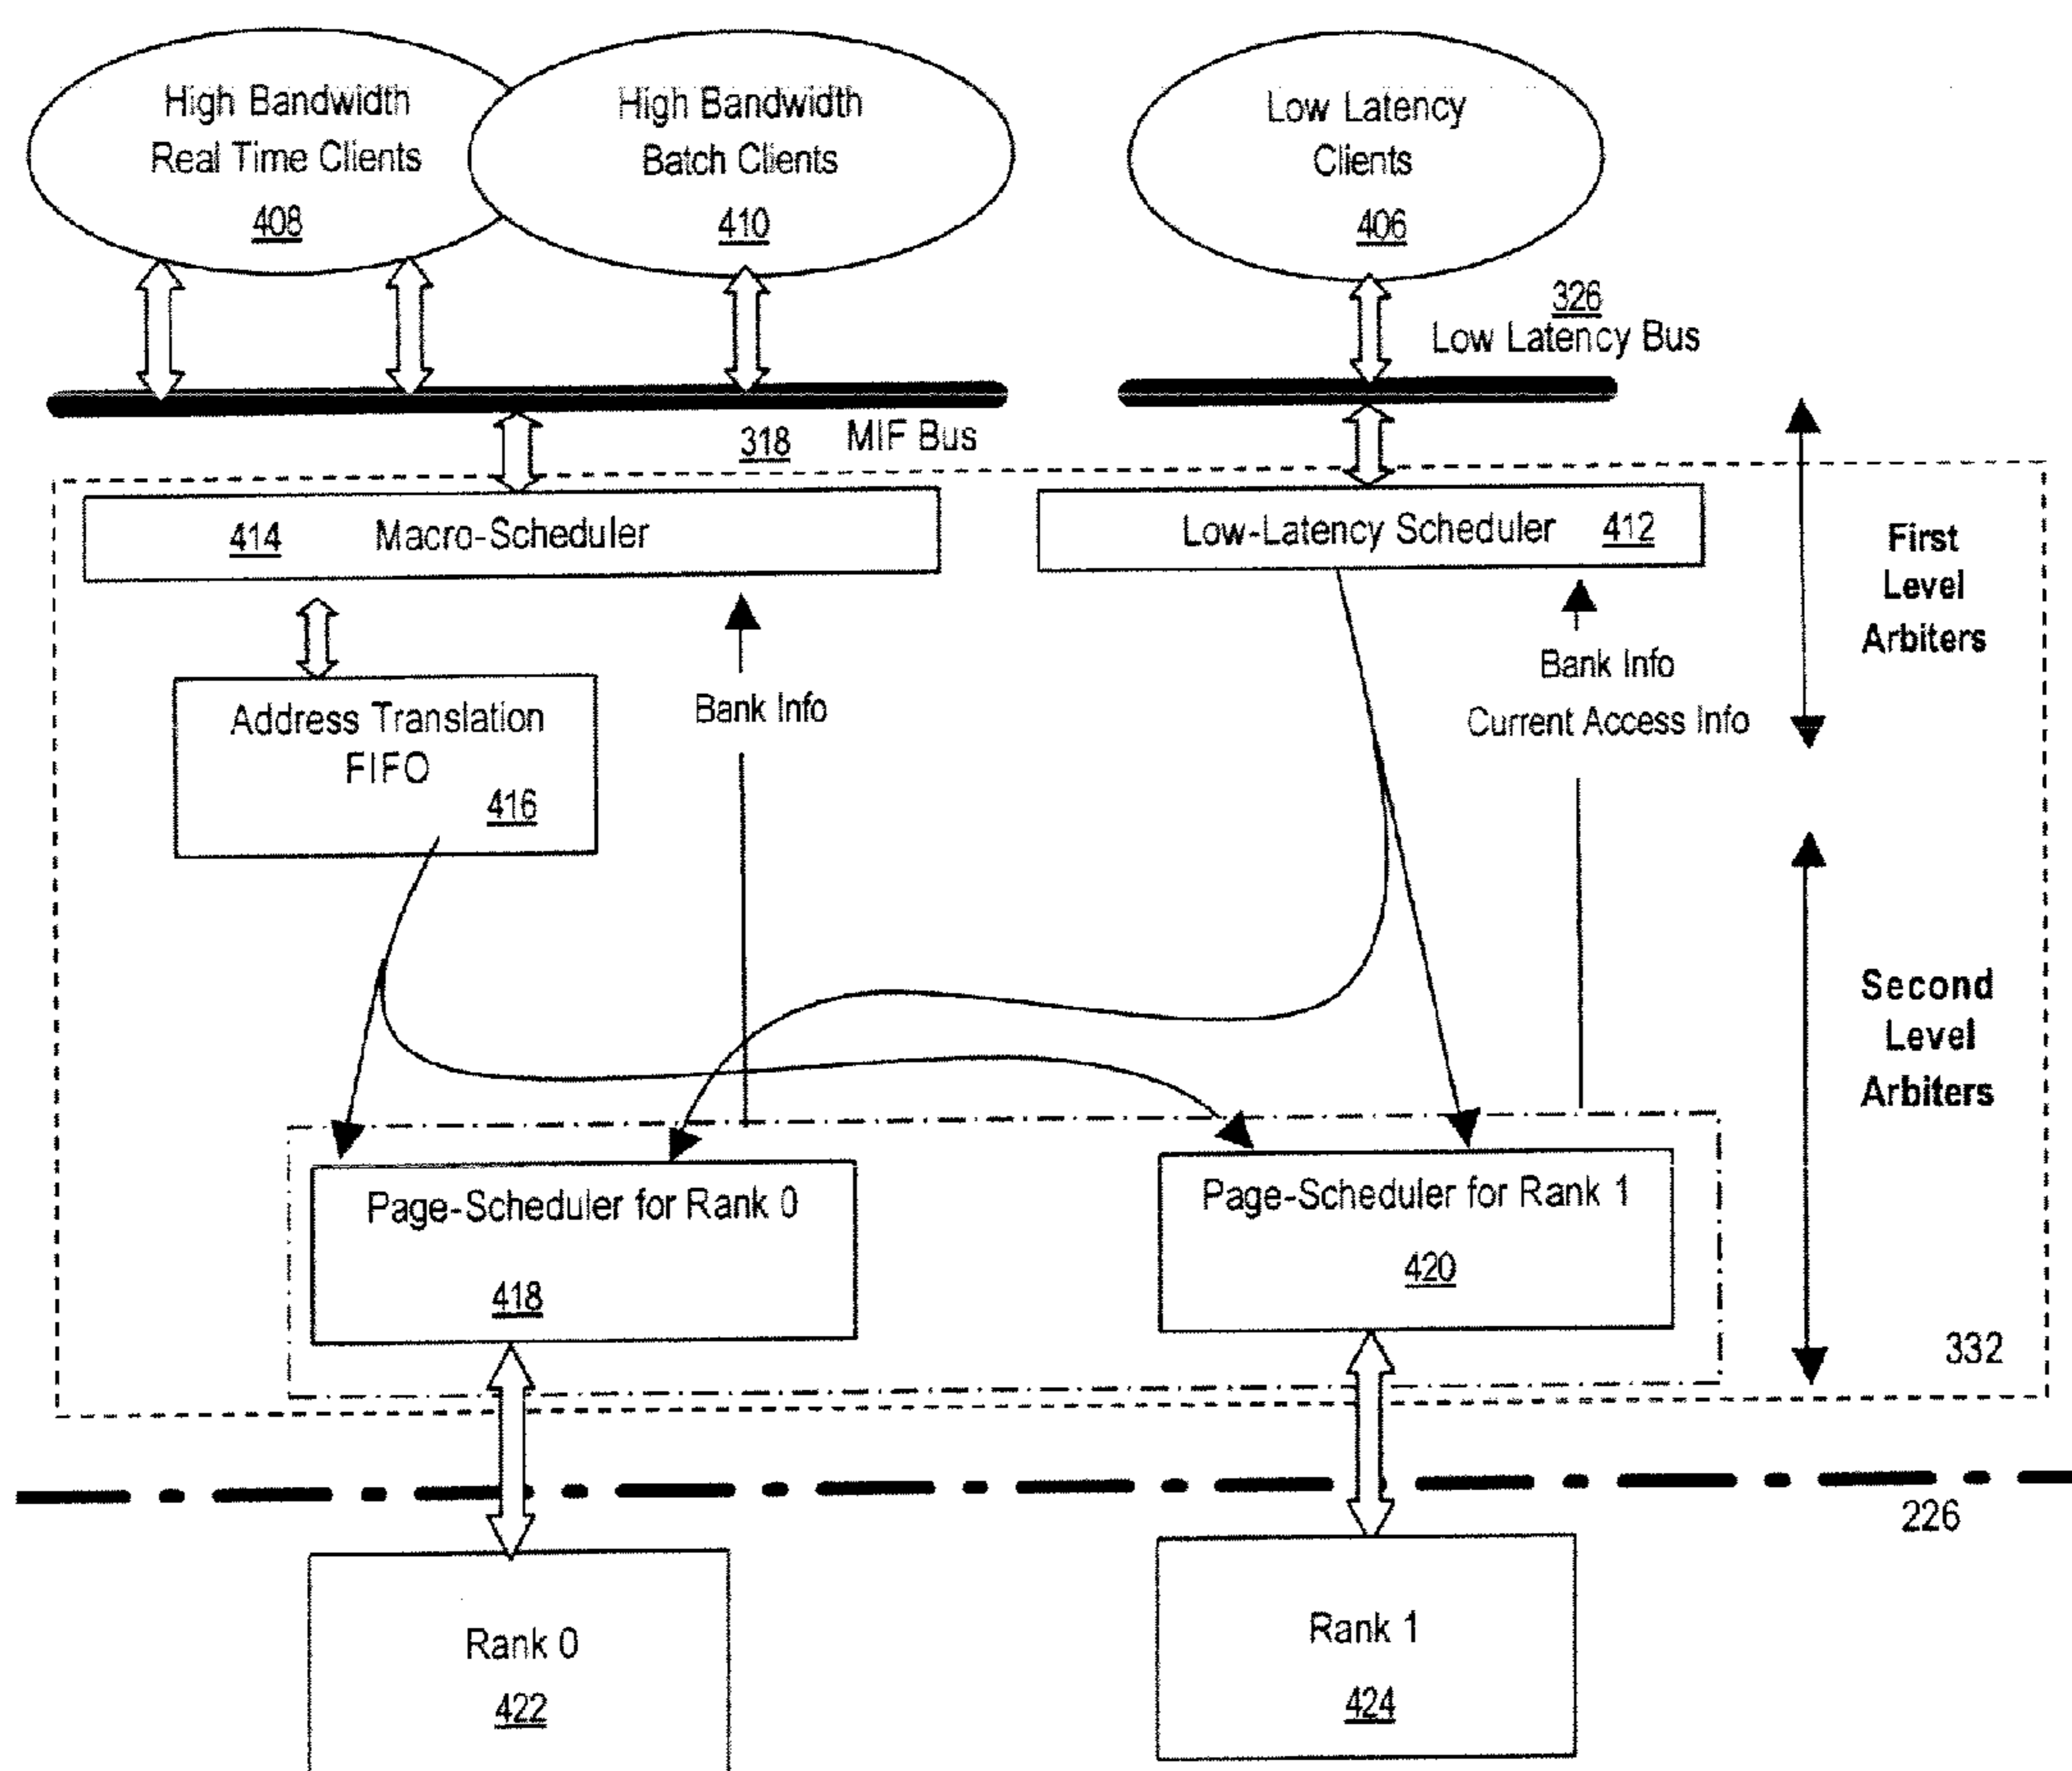 High Bandwidth
Real Time Clients
408
High Bandwidth
Batch Clients
410
Low Latency
Clients
406
326
Low Latency Bus
318
MIF Bus
414 Macro-Scheduler
Low-Latency Scheduler 412
First
Level
Arbiters
Address Translation
FIFO
416
Bank Info
Bank Info
Current Access Info
Second
Level
Arbiters
Page-Scheduler for Rank 0
418
Page-Scheduler for Rank 1
420
332
226
Rank 0
422
Rank 1
424